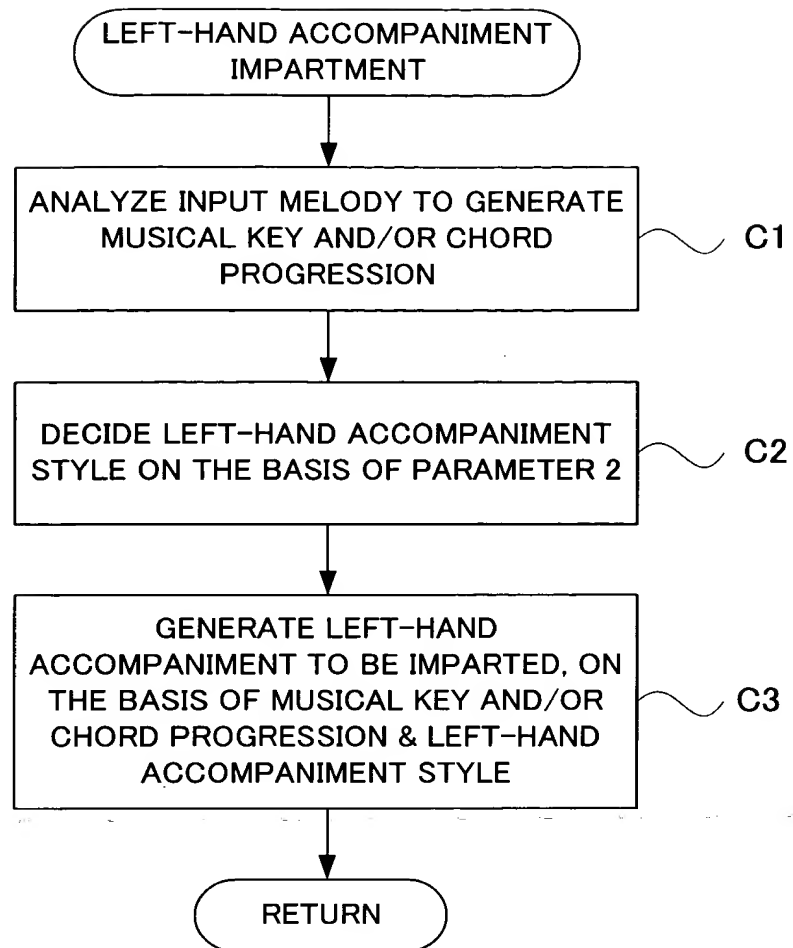 LEFT-HAND ACCOMPANIMENT
IMPARTMENT
ANALYZE INPUT MELODY TO GENERATE
MUSICAL KEY AND/OR CHORD
PROGRESSION
C1
DECIDE LEFT-HAND ACCOMPANIMENT
STYLE ON THE BASIS OF PARAMETER 2
C2
GENERATE LEFT-HAND
ACCOMPANIMENT TO BE IMPARTED, ON
THE BASIS OF MUSICAL KEY AND/OR
CHORD PROGRESSION & LEFT-HAND
ACCOMPANIMENT STYLE
C3
RETURN